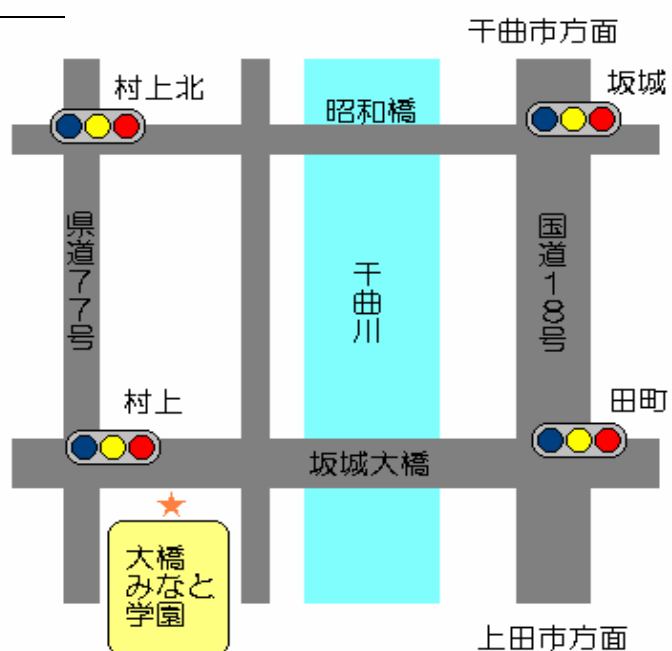 千曲市方面
村上北
昭和橋
坂城
県道77号
千曲川
国道18号
村上
田町
坂城大橋
大橋
みなと
学園
上田市方面